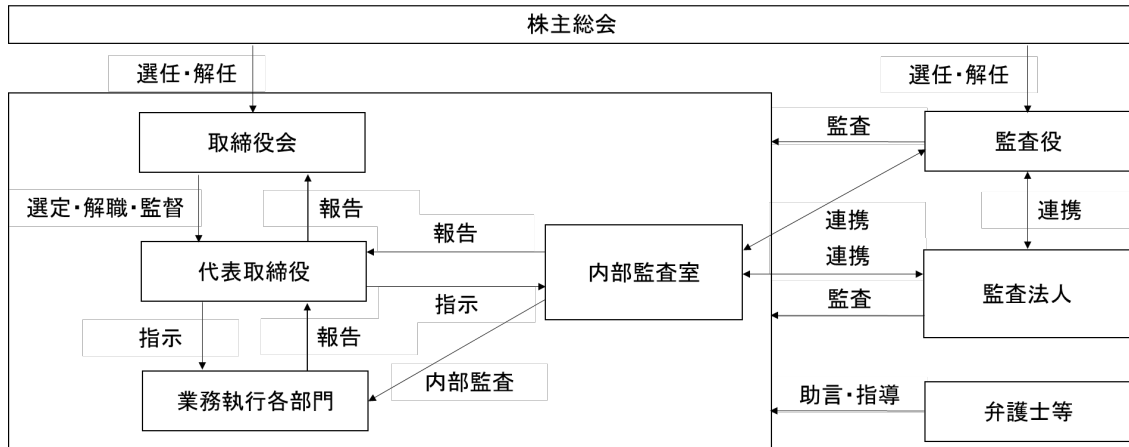 株主総会
選任・解任
選任・解任
取締役会
監査
監査役
選定・解職・監督
報告
報告
連携
連携
代表取締役
内部監査室
連携
監査法人
指示
監査
指示
報告
内部監査
業務執行各部門
助言・指導
弁護士等